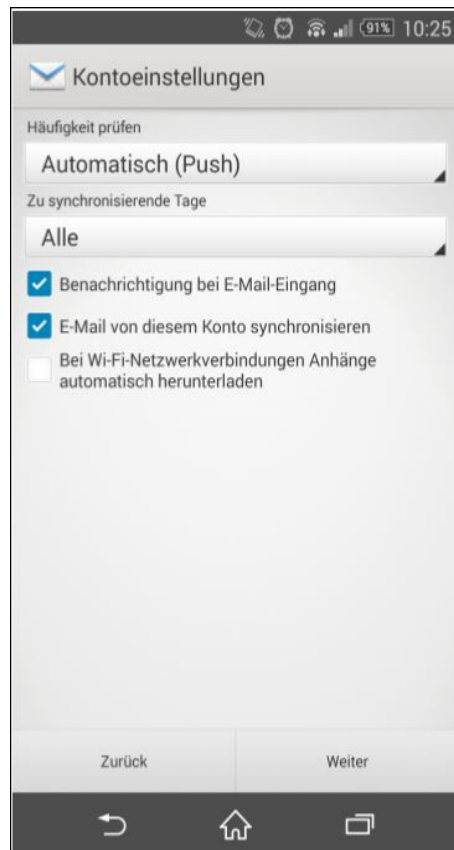 91% 10:25
Kontoeinstellungen
Häufigkeit prüfen
Automatisch (Push)
Zu synchronisierende Tage
Alle
Benachrichtigung bei E-Mail-Eingang
E-Mail von diesem Konto synchronisieren
Bei Wi-Fi-Netzwerkverbindungen Anhänge
automatisch herunterladen
Zurück Weiter